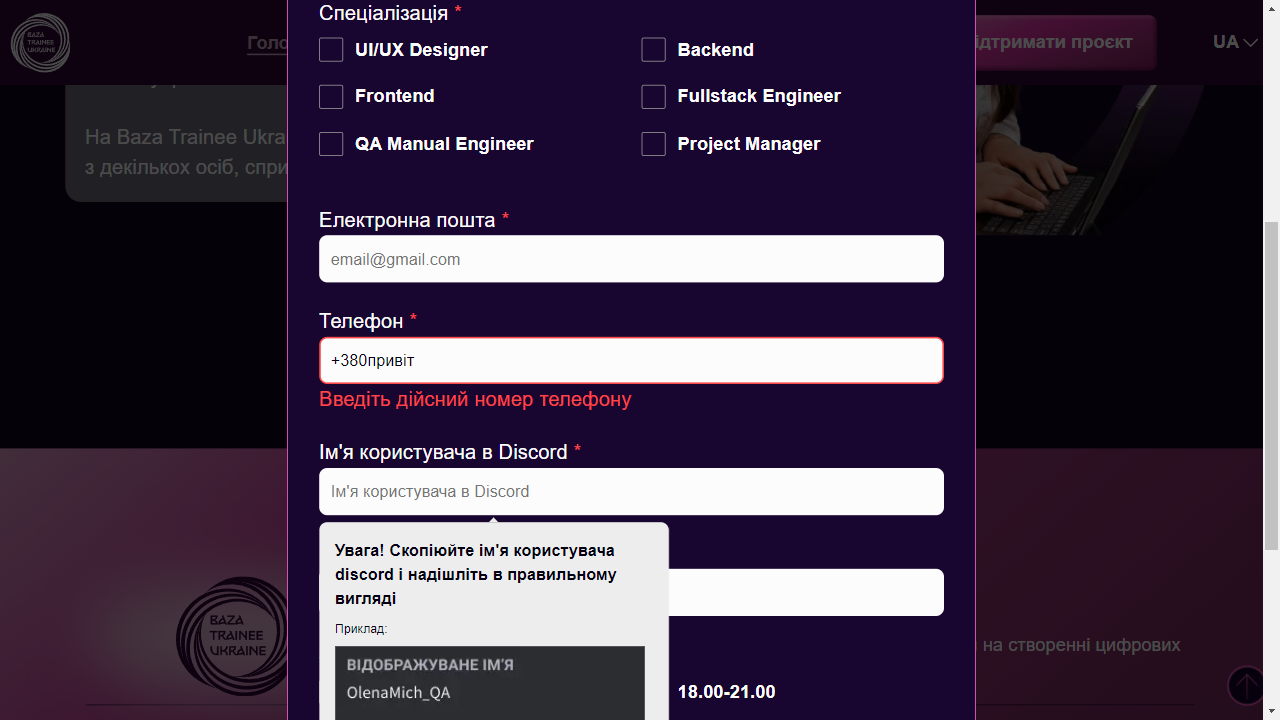 Спеціалізація *
BAZA
TRAINEE
UKRAINE
Голо
UI/UX Designer
Backend
ідтримати проєкт
UA
Frontend
Fullstack Engineer
На Baza Trainee Ukra
QA Manual Engineer
Project Manager
з декількох осіб, спри
Електронна пошта *
email@gmail.com
Телефон *
+380привіт
Введіть дійсний номер телефону
Ім'я користувача в Discord *
Ім'я користувача в Discord
Увага! Скопіюйте ім'я користувача
discord і надішліть в правильному
вигляді
Приклад:
ВІДОБРАЖУВАНЕ ІМ'Я
OlenaMich_QA
BAZA
TRAINEE
UKRAINE
на створенні цифрових
18.00-21.00